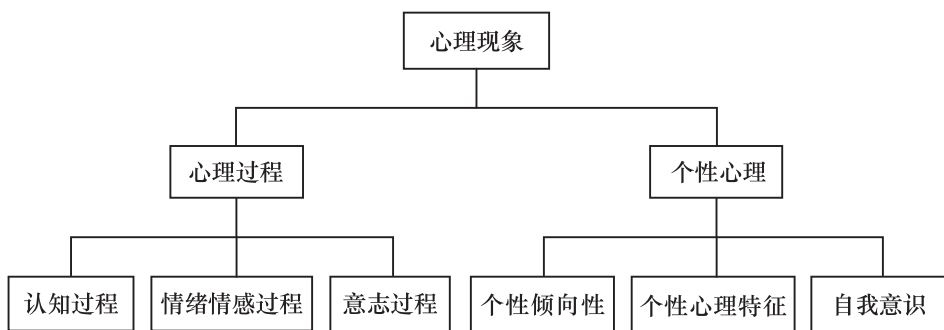 心理现象
心理过程
个性心理
认知过程
情绪情感过程
意志过程
个性倾向性
个性心理特征
自我意识